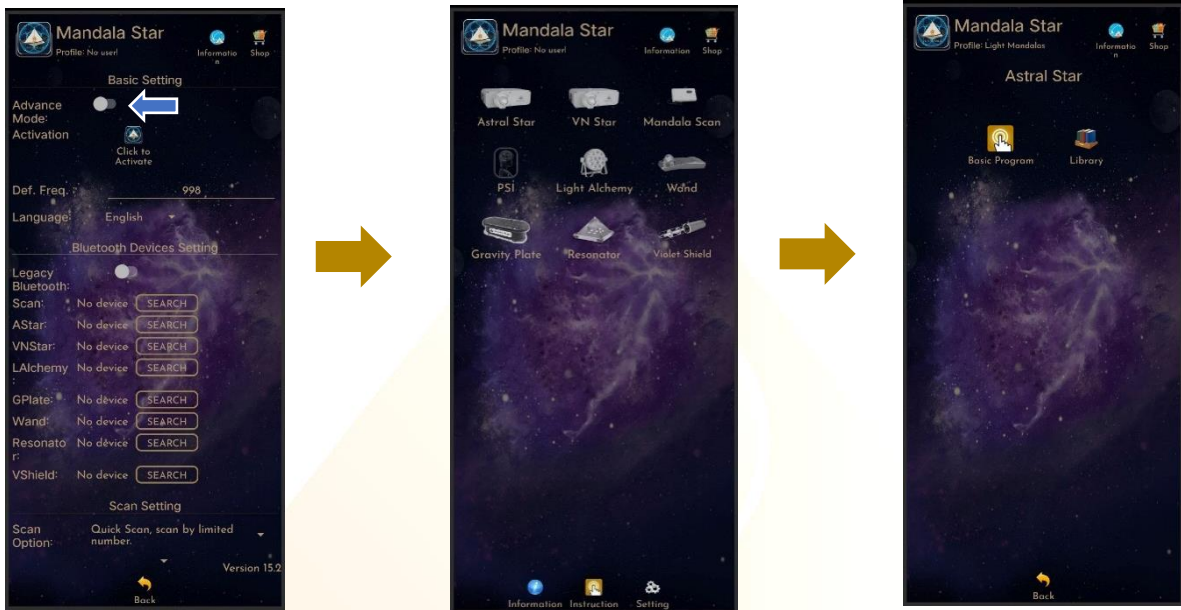 Mandala Star
Profile: No user!
Informatio
n
Shop
Basic Setting
Advance
Mode:
Activation
Click to
Activate
Def. Freq.
998
Language:
English
Bluetooth Devices Setting
Legacy
Bluetooth:
Scan: No device SEARCH
AStar: No device SEARCH
VNStar: No device SEARCH
LAlchemy No device SEARCH
:
GPlate: No device SEARCH
Wand: No device SEARCH
Resonato No device SEARCH
r:
VShield: No device SEARCH
Scan Setting
Scan
Option:
Quick Scan, scan by limited
number.
Version 15.2
Back
Mandala Star
Profile: No user!
Information Shop
Astral Star VN Star Mandala Scan
PSI Light Alchemy Wand
Gravity Plate Resonator Violet Shield
Information Instruction Setting
Mandala Star
Profile: Light Mandalas
Informatio
n
Shop
Astral Star
Basic Program Library
Back